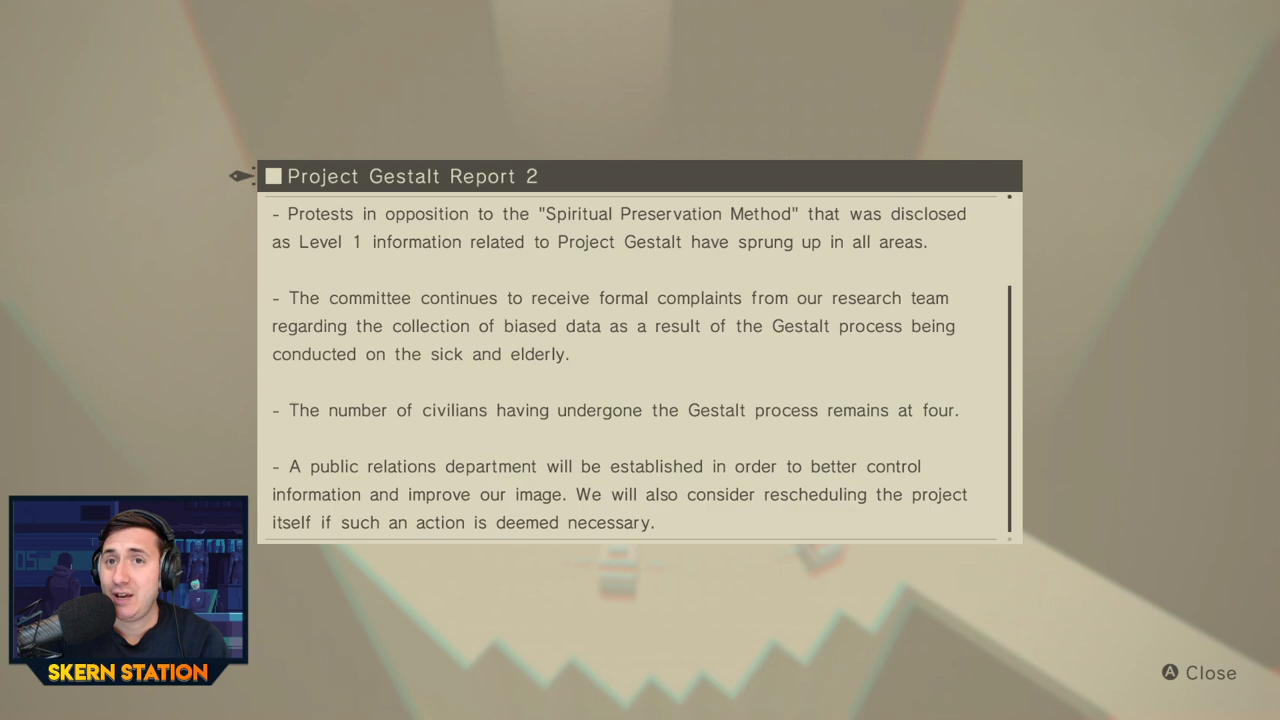 Project Gestalt Report 2
- Protests in opposition to the "Spiritual Preservation Method" that was disclosed
as Level 1 information related to Project Gestalt have sprung up in all areas.
- The committee continues to receive formal complaints from our research team
regarding the collection of biased data as a result of the Gestalt process being
conducted on the sick and elderly.
- The number of civilians having undergone the Gestalt process remains at four.
- A public relations department will be established in order to better control
information and improve our image. We will also consider rescheduling the project
itself if such an action is deemed necessary.
SKERN STATION
A Close